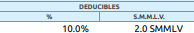 DEDUCIBLES
% S.M.M.L.V.
10.0% 2.0 SMMLV